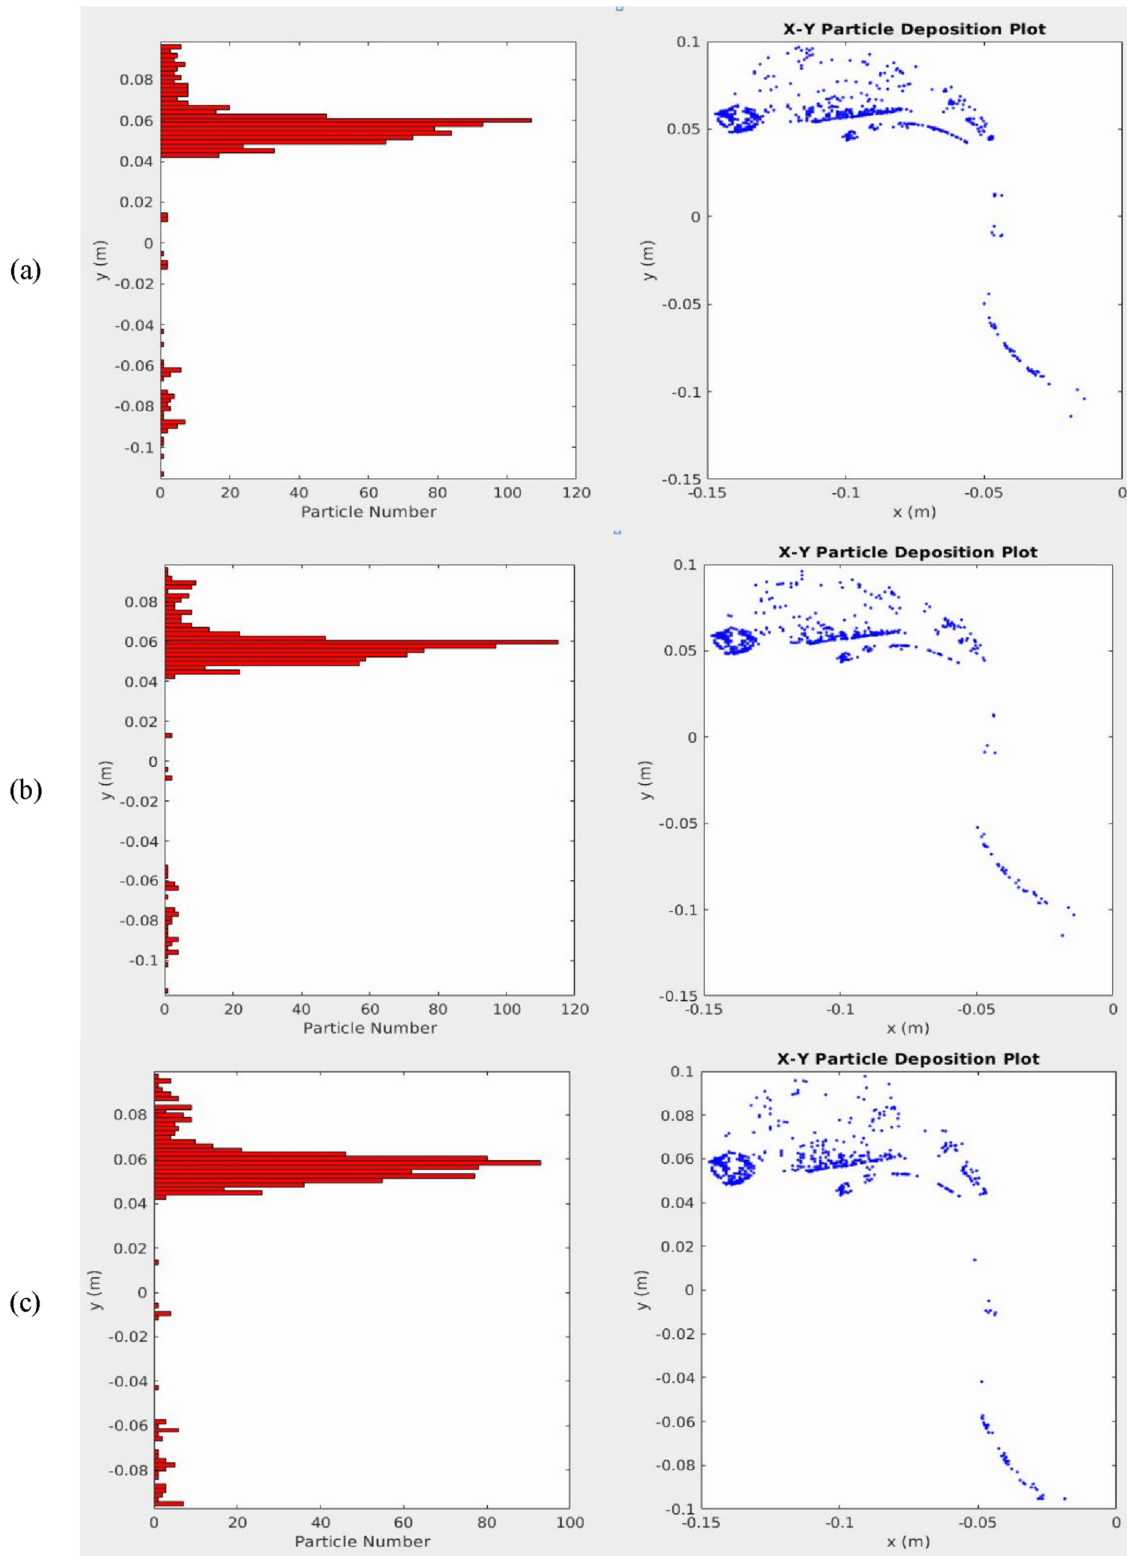 X-Y Particle Deposition Plot
0.08
0.06
0.04
0.02
0
-0.02
-0.04
-0.06
-0.08
-0.1
y (m)
0 20 40 60 80 100 120
Particle Number
0.1
0.05
0
-0.05
-0.1
-0.15
y (m)
-0.15 -0.1 -0.05 0
x (m)
(a)
X-Y Particle Deposition Plot
0.08
0.06
0.04
0.02
0
-0.02
-0.04
-0.06
-0.08
-0.1
y (m)
0 20 40 60 80 100 120
Particle Number
0.1
0.05
0
-0.05
-0.1
-0.15
y (m)
-0.15 -0.1 -0.05 0
x (m)
(b)
X-Y Particle Deposition Plot
0.08
0.06
0.04
0.02
0
-0.02
-0.04
-0.06
-0.08
y (m)
0 20 40 60 80 100
Particle Number
0.1
0.08
0.06
0.04
0.02
0
-0.02
-0.04
-0.06
-0.08
-0.1
y (m)
-0.15 -0.1 -0.05 0
x (m)
(c)